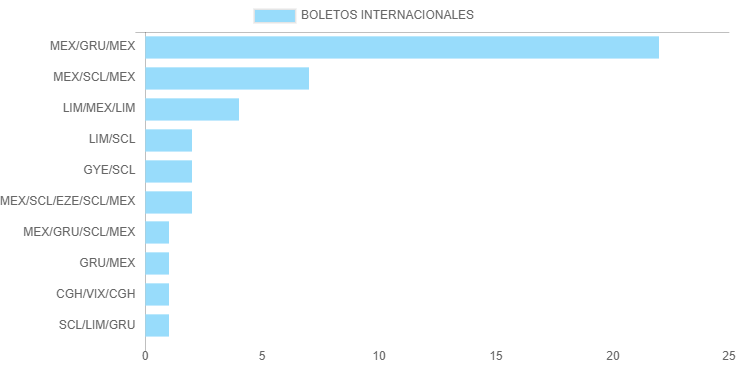 BOLETOS INTERNACIONALES
MEX/GRU/MEX
MEX/SCL/MEX
LIM/MEX/LIM
LIM/SCL
GYE/SCL
MEX/SCL/EZE/SCL/MEX
MEX/GRU/SCL/MEX
GRU/MEX
CGH/VIX/CGH
SCL/LIM/GRU
0 5 10 15 20 25